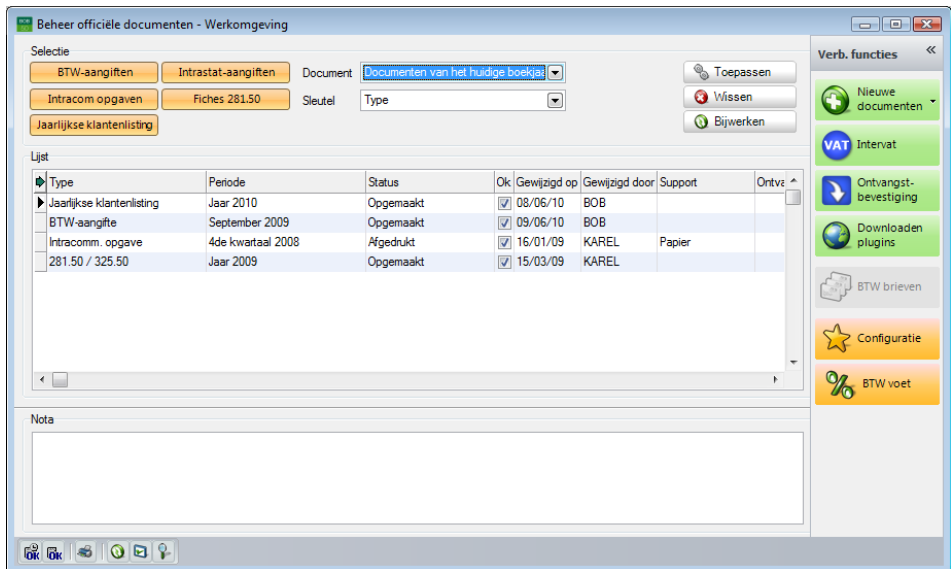 Beheer officiële documenten - Werkomgeving
Selectie
BTW-aangiften
Intrastat-aangiften
Document
Documenten van het huidige boekjaa
Toepassen
Intracom opgaven
Fiches 281.50
Sleutel
Type
Wissen
Jaarlijkse klantenlisting
Bijwerken
Lijst
Type Periode Status Ok Gewijzigd op Gewijzigd door Support Ontva
Jaarlijkse klantenlisting Jaar 2010 Opgemaakt 08/06/10 BOB
BTW-aangifte September 2009 Opgemaakt 09/06/10 BOB
Intracomm. opgave 4de kwartaal 2008 Afgedrukt 16/01/09 KAREL Papier
281.50 / 325.50 Jaar 2009 Opgemaakt 15/03/09 KAREL
Nota
OK
OK
Verb. functies
Nieuwe
documenten
VAT
Intervat
Ontvangst-
bevestiging
Downloaden
plugins
BTW brieven
Configuratie
BTW voet